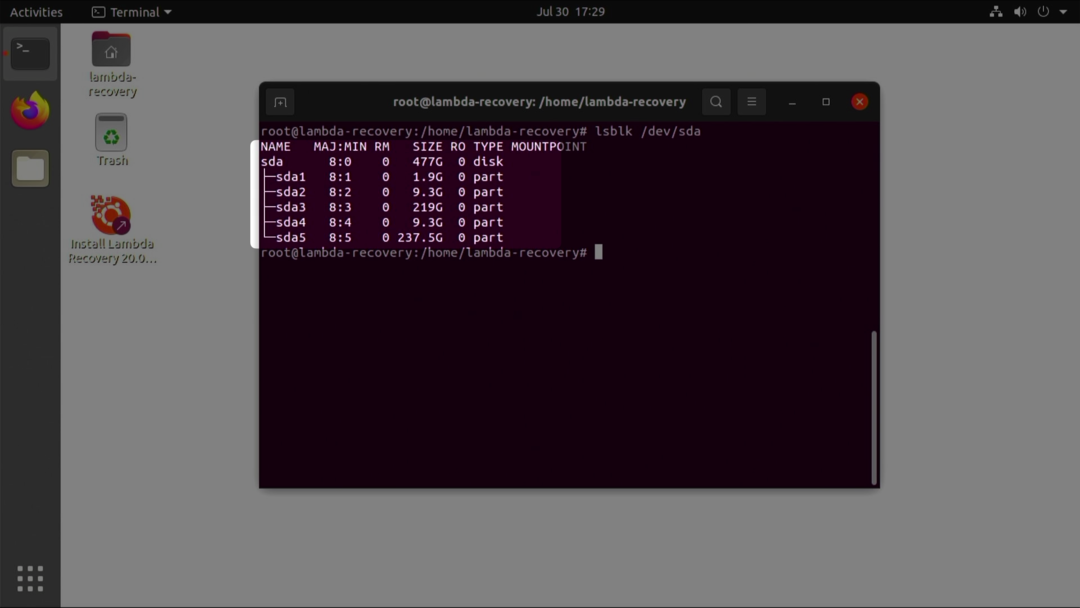 Activities
Terminal
Jul 30 17:29
lambda-
recovery
Trash
Install Lambda
Recovery 20.0...
root@lambda-recovery: /home/lambda-recovery
root@lambda-recovery:/home/lambda-recovery# lsblk /dev/sda
NAME   MAJ:MIN RM   SIZE RO TYPE MOUNTPOINT
sda      8:0    0   477G  0 disk
├─sda1   8:1    0   1.9G  0 part
├─sda2   8:2    0   9.3G  0 part
├─sda3   8:3    0   219G  0 part
├─sda4   8:4    0   9.3G  0 part
└─sda5   8:5    0 237.5G  0 part
root@lambda-recovery:/home/lambda-recovery#